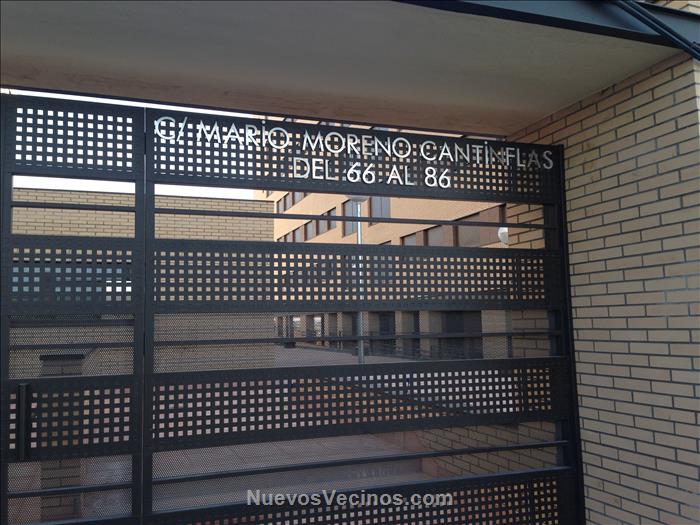 C/ MARIO MORENO CANTINFLAS
DEL 66 AL 86
NuevosVecinos.com